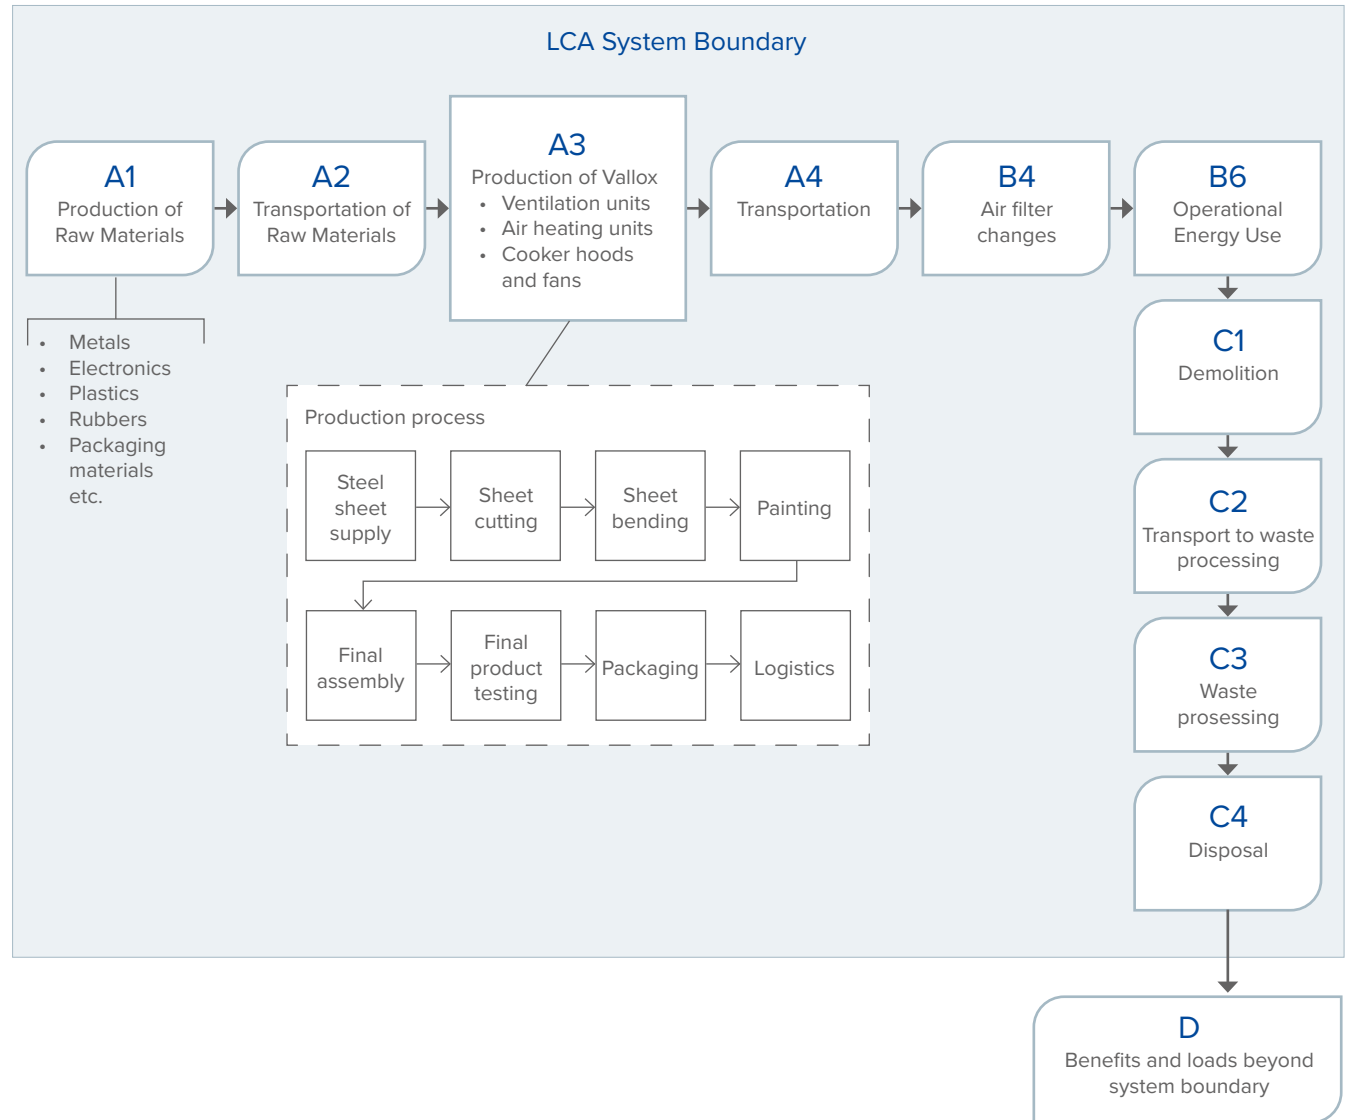 LCA System Boundary
A1
Production of
Raw Materials
A2
Transportation of
Raw Materials
A3
Production of Vallox
• Ventilation units
• Air heating units
• Cooker hoods
and fans
A4
Transportation
B4
Air filter
changes
B6
Operational
Energy Use
• Metals
• Electronics
• Plastics
• Rubbers
• Packaging
materials
etc.
Production process
Steel
sheet
supply
Sheet
cutting
Sheet
bending
Painting
Final
assembly
Final
product
testing
Packaging
Logistics
C1
Demolition
C2
Transport to waste
processing
C3
Waste
prosessing
C4
Disposal
D
Benefits and loads beyond
system boundary